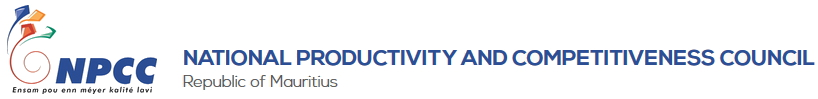 NPCC
Ensam pou enn méyer kalité lavi
NATIONAL PRODUCTIVITY AND COMPETITIVENESS COUNCIL
Republic of Mauritius